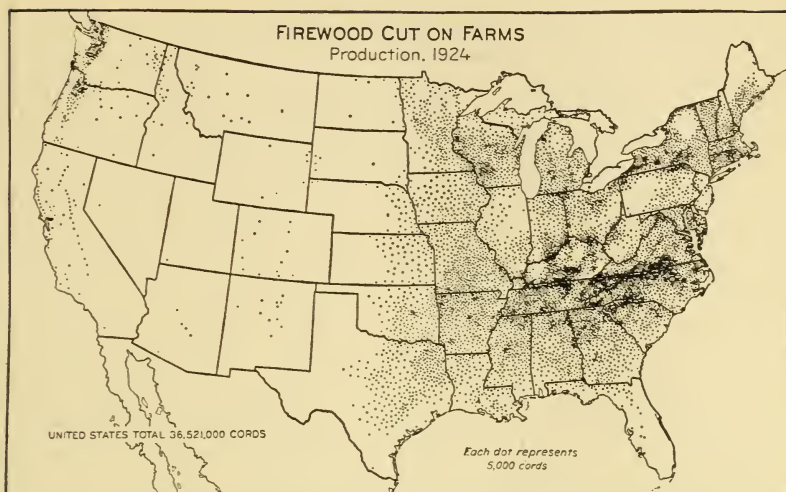 FIREWOOD CUT ON FARMS
Production, 1924
UNITED STATES TOTAL 36,521,000 CORDS
Each dot represents
5,000 cords